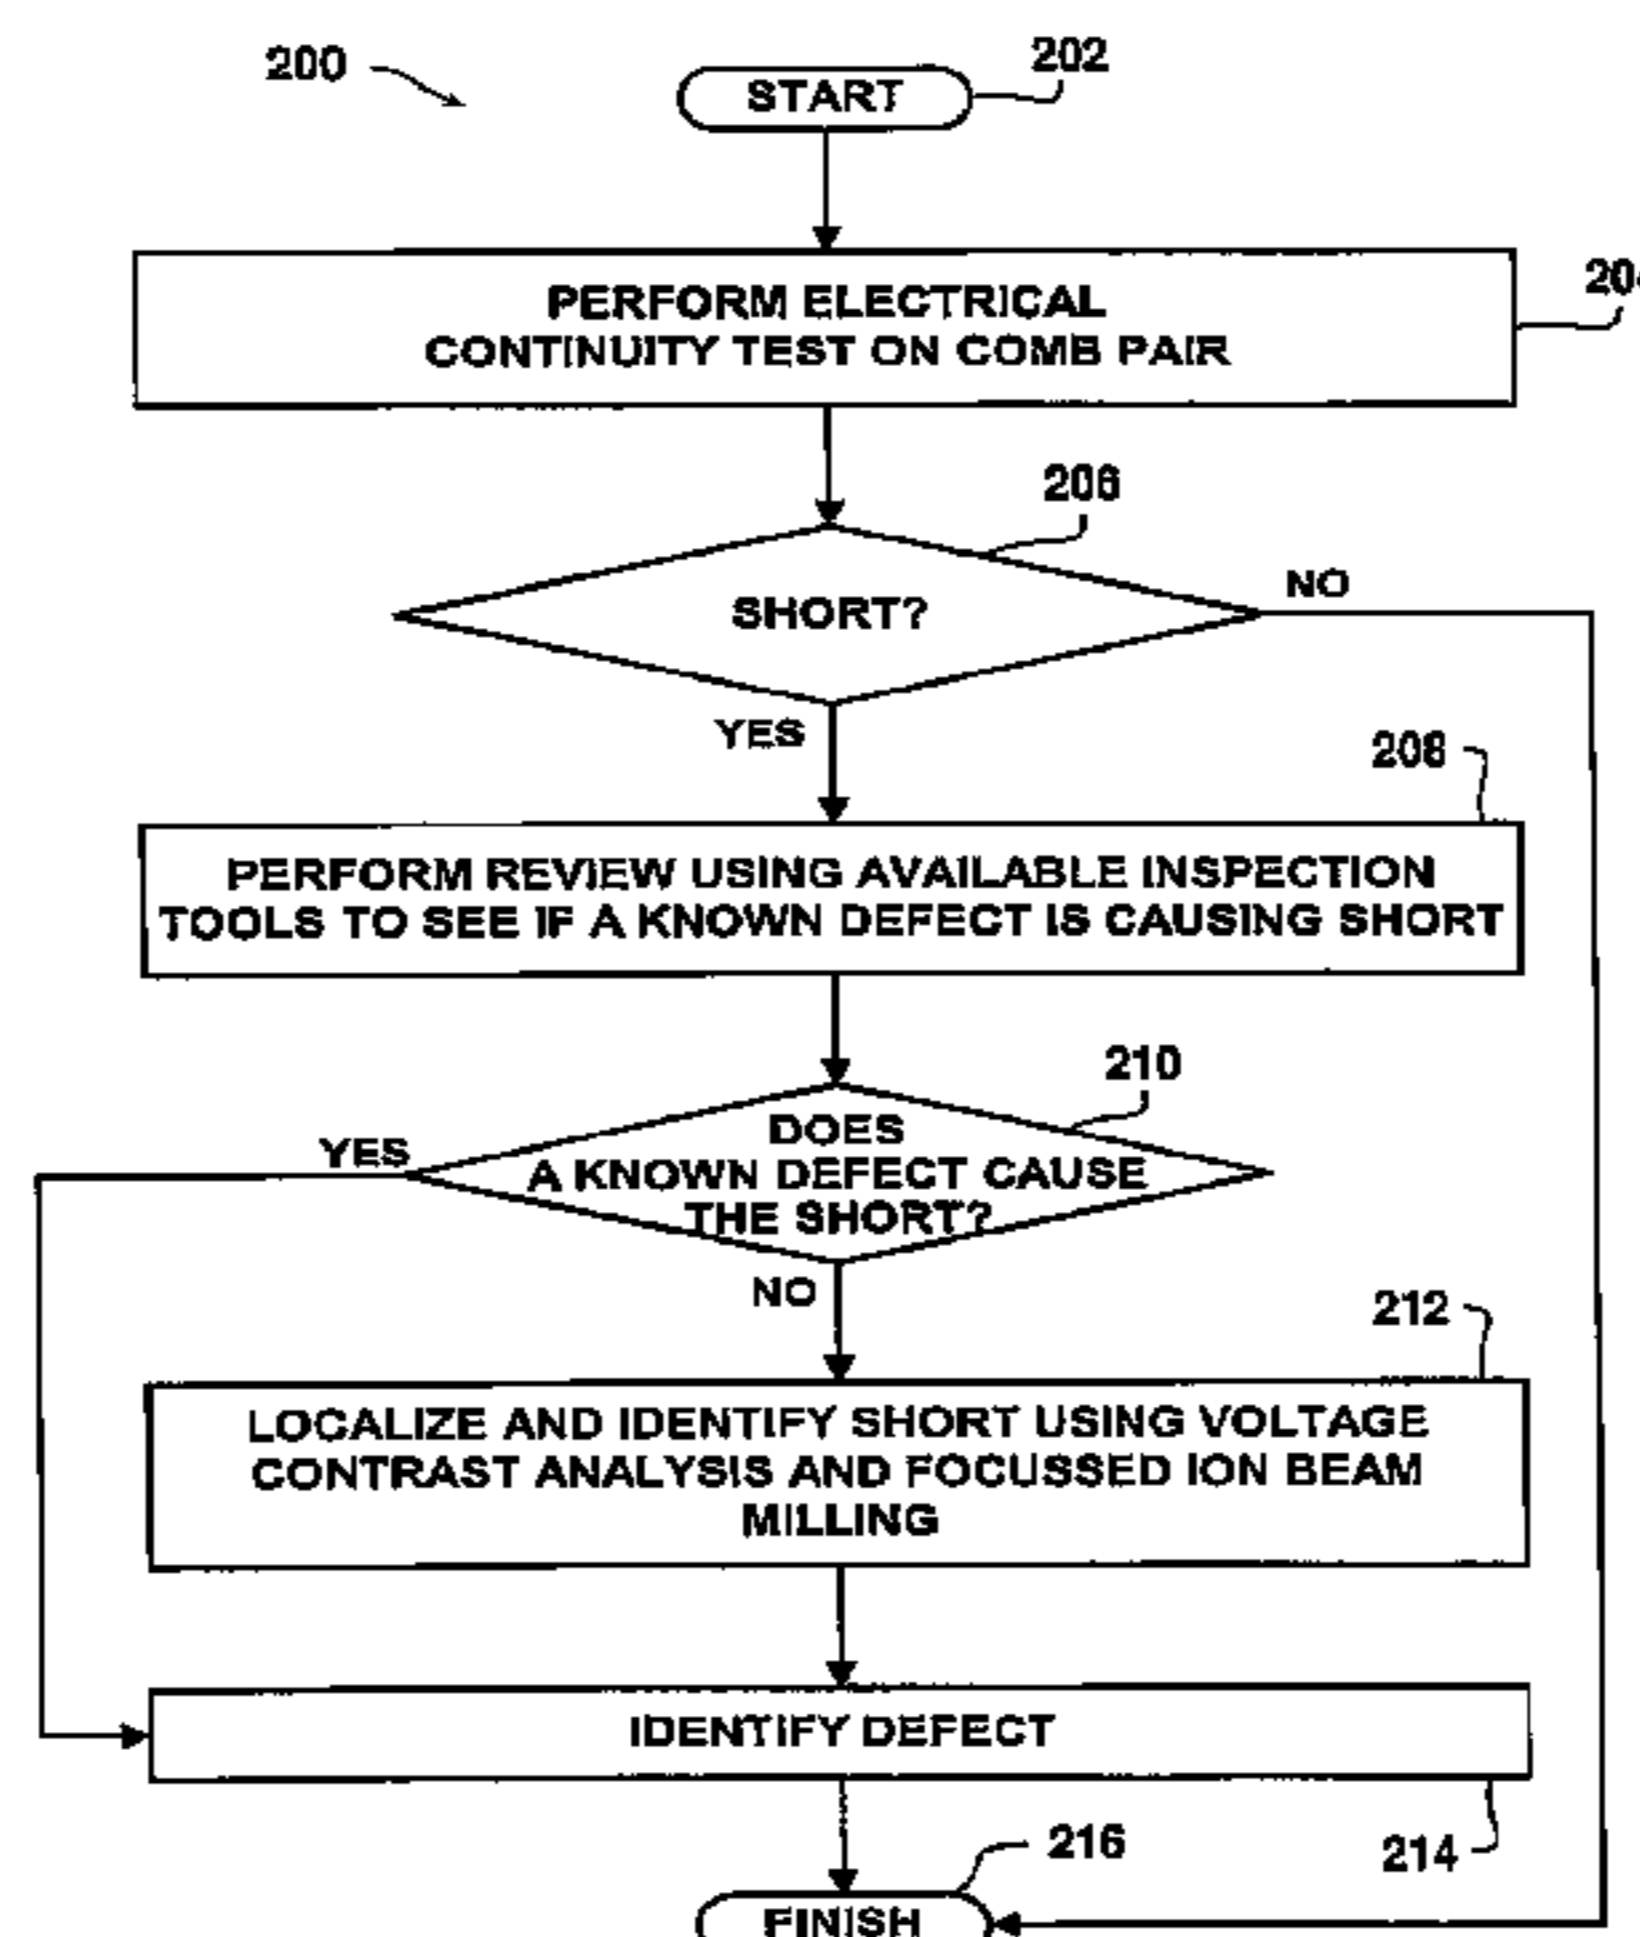 200
START
202
PERFORM ELECTRICAL
CONTINUITY TEST ON COMB PAIR
206
SHORT?
NO
YES
208
PERFORM REVIEW USING AVAILABLE INSPECTION
TOOLS TO SEE IF A KNOWN DEFECT IS CAUSING SHORT
210
DOES
A KNOWN DEFECT CAUSE
THE SHORT?
YES
NO
212
LOCALIZE AND IDENTIFY SHORT USING VOLTAGE
CONTRAST ANALYSIS AND FOCUSSED ION BEAM
MILLING
IDENTIFY DEFECT
214
216
FINISH